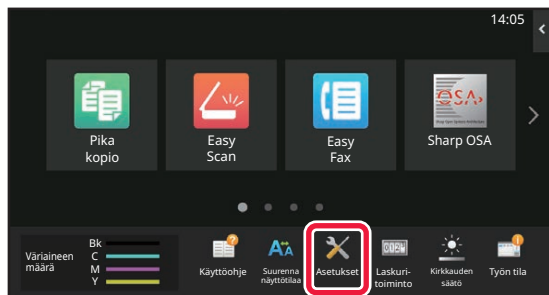 14:05
Pika
kopio
Easy
Scan
Easy
Fax
OSA
Sharp OSA
Väriaineen
määrä
Bk
C
M
Y
Käyttöohje
Suurenna
näyttötilaa
Asetukset
Laskuri-
toiminto
Kirkkauden
säätö
Työn tila